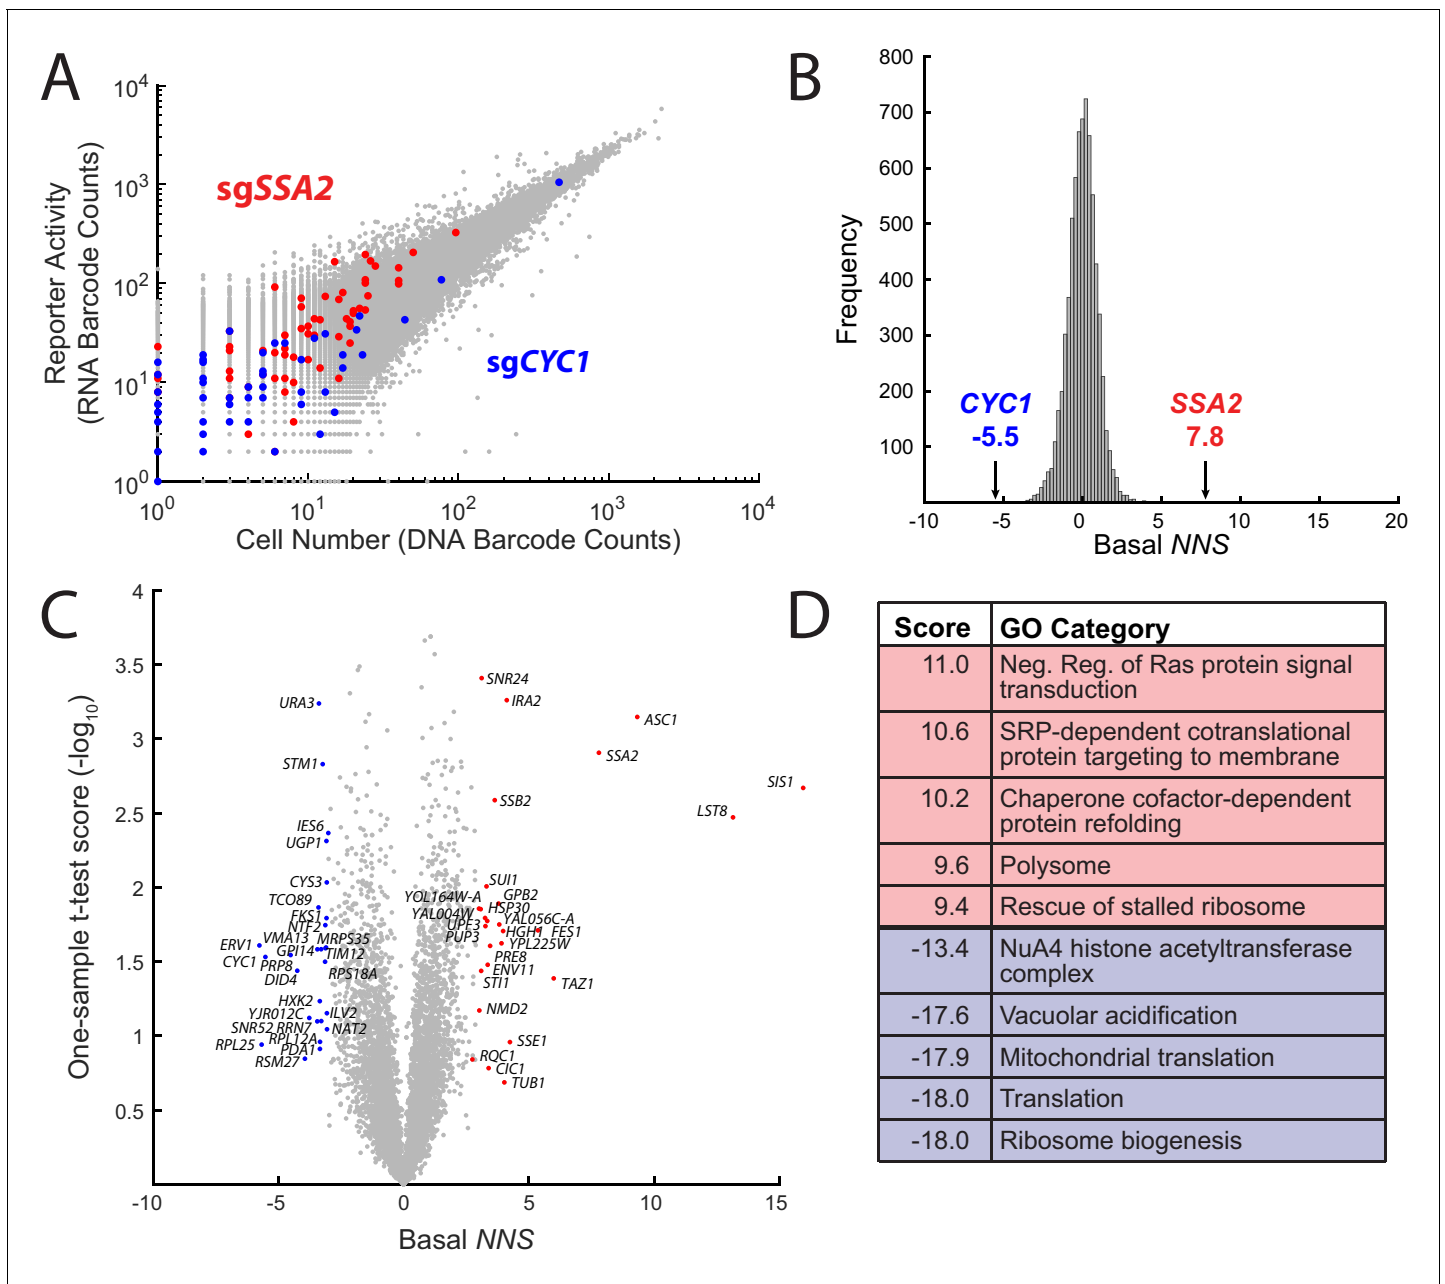 A
10^4
10^3
10^2
10^1
10^0
10^0
10^1
10^2
10^3
10^4
Reporter Activity
(RNA Barcode Counts)
Cell Number (DNA Barcode Counts)
sgSSA2
sgCYC1
B
800
700
600
500
400
300
200
100
Frequency
CYC1
-5.5
SSA2
7.8
-10
-5
0
5
10
15
20
Basal NNS
C
4
3.5
3
2.5
2
1.5
1
0.5
One-sample t-test score (-log10)
-10
-5
0
5
10
15
Basal NNS
URA3
STM1
IES6
UGP1
CYS3
TCO89
FKS1
NTF2
VMA13
MRPS35
ERV1
GPI14
TIM12
CYC1
PRP8
RPS18A
DID4
HXK2
YJR012C
ILV2
SNR52
RRN7
NAT2
RPL12A
RPL25
PDA1
RSM27
SNR24
IRA2
ASC1
SSA2
SIS1
LST8
SSB2
SUI1
YOL164W-A
GPB2
HSP30
YAL004W
YAL056C-A
UPF3
HGH1
FES1
PUP3
YPL225W
PRE8
ENV11
STI1
TAZ1
NMD2
SSE1
RQC1
CIC1
TUB1
D
Score
GO Category
11.0
Neg. Reg. of Ras protein signal
transduction
10.6
SRP-dependent cotranslational
protein targeting to membrane
10.2
Chaperone cofactor-dependent
protein refolding
9.6
Polysome
9.4
Rescue of stalled ribosome
-13.4
NuA4 histone acetyltransferase
complex
-17.6
Vacuolar acidification
-17.9
Mitochondrial translation
-18.0
Translation
-18.0
Ribosome biogenesis